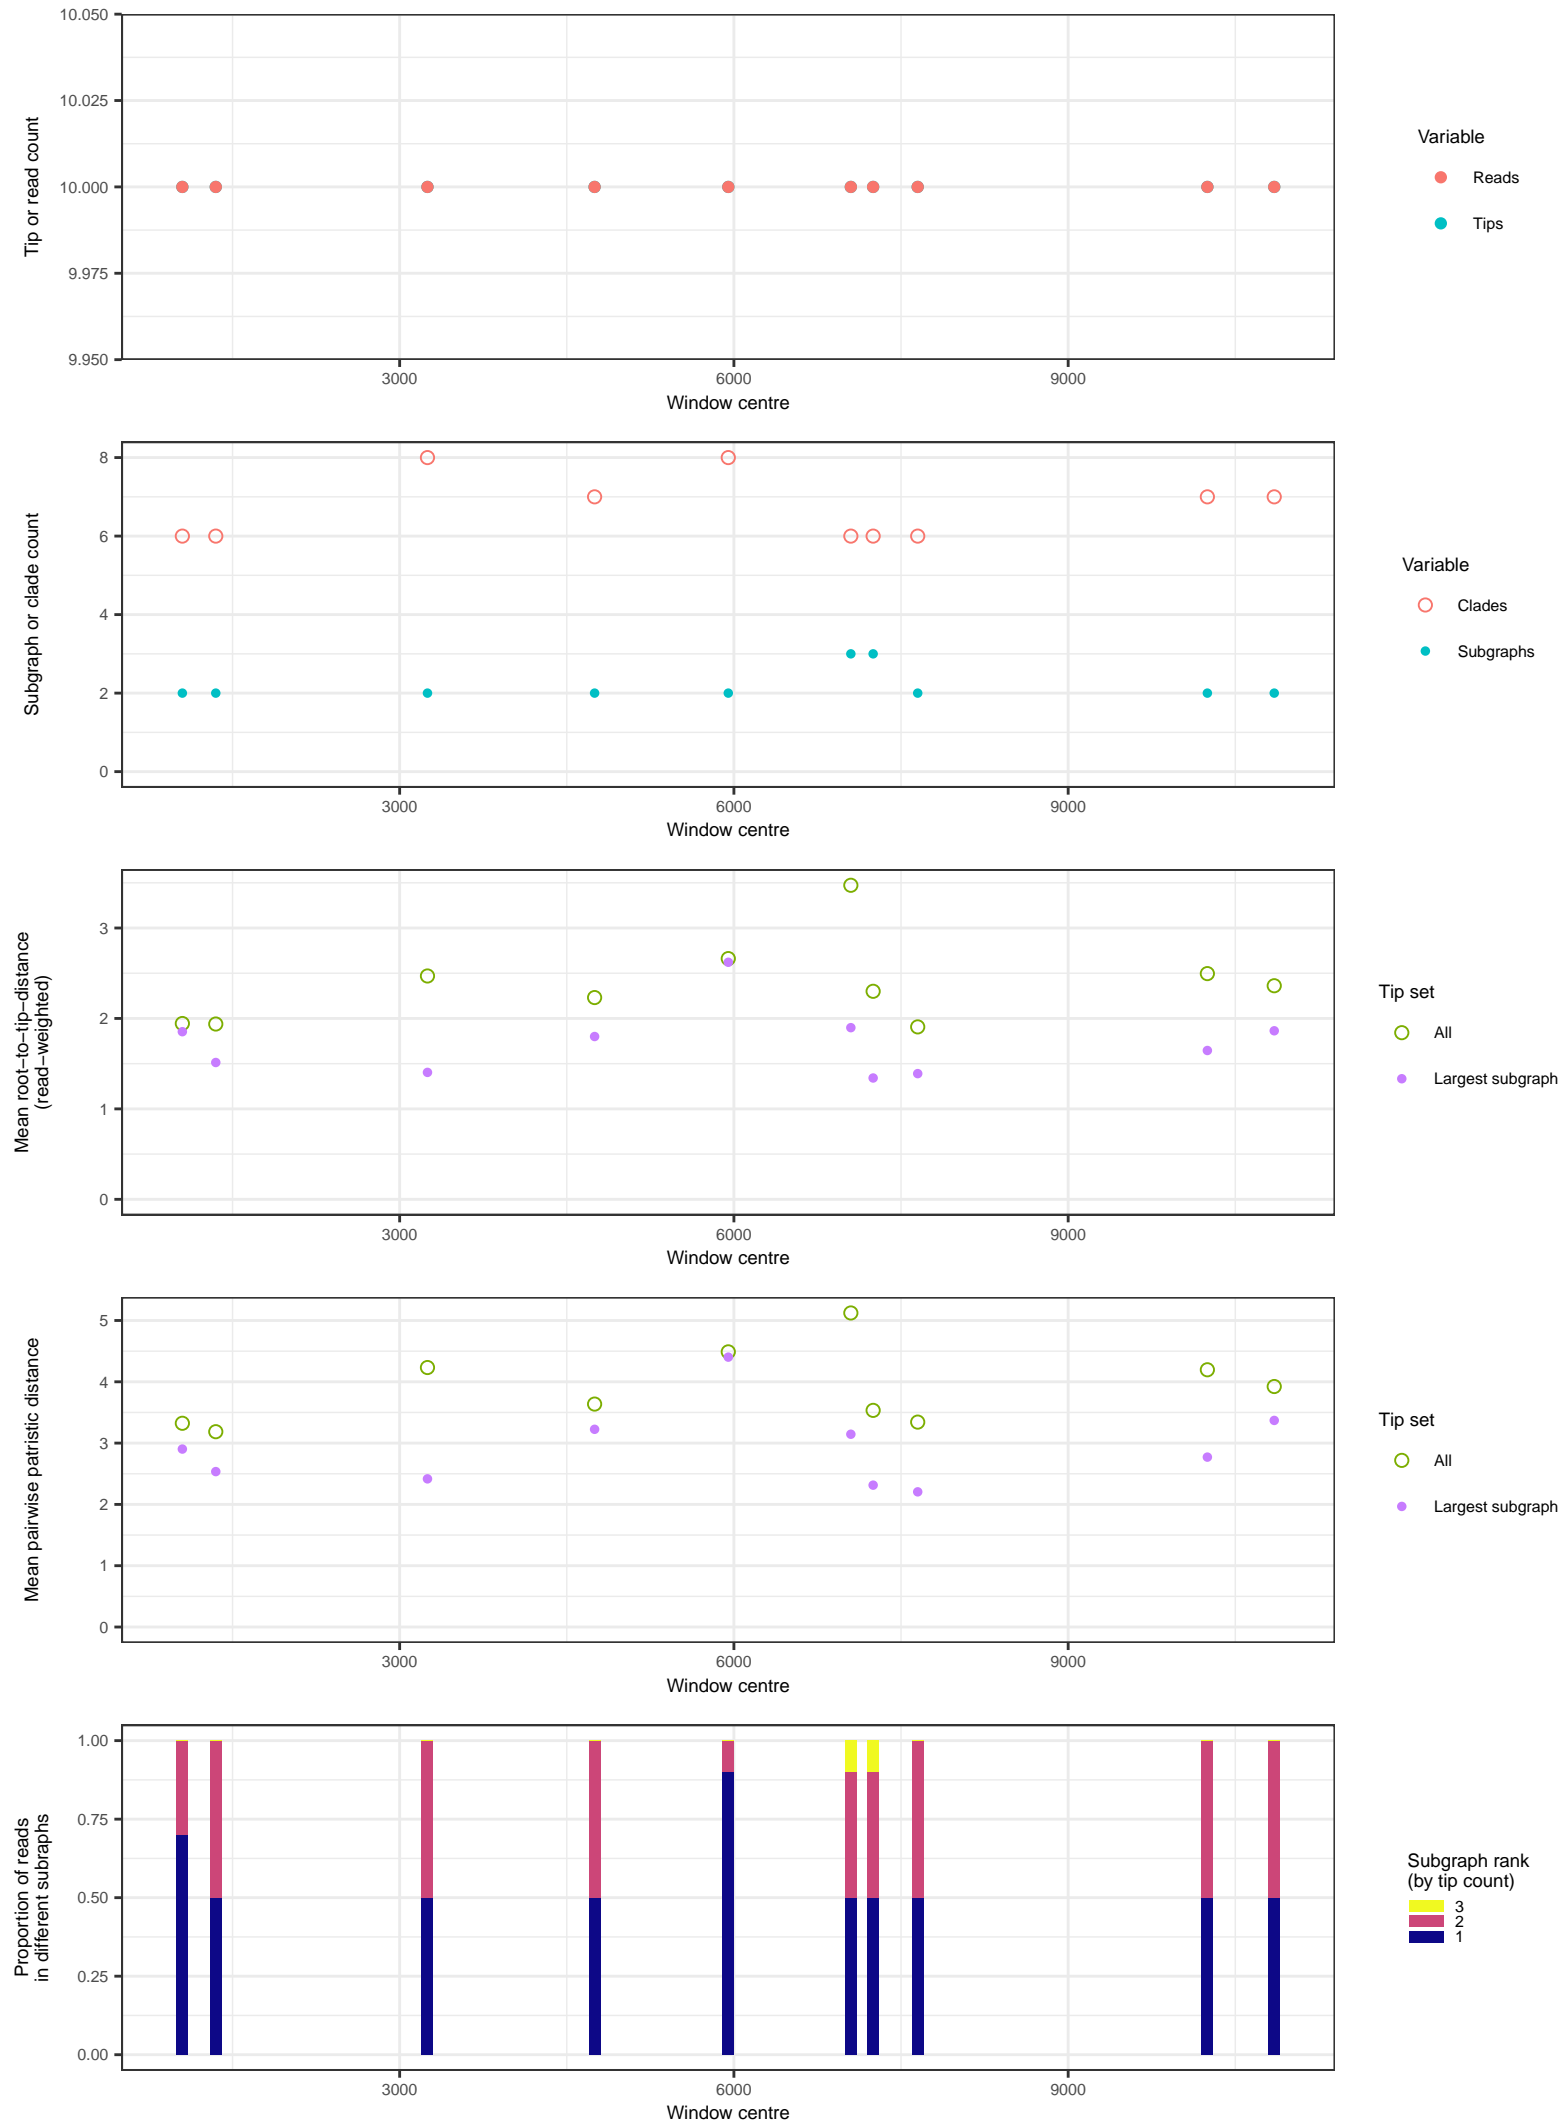 10.050
10.025
10.000
9.975
9.950
Tip or read count
3000 6000 9000
Window centre
Variable
Reads
Tips
8
6
4
2
0
Subgraph or clade count
3000 6000 9000
Window centre
Variable
Clades
Subgraphs
3
2
1
0
Mean root−to−tip−distance
(read−weighted)
3000 6000 9000
Window centre
Tip set
All
Largest subgraph
5
4
3
2
1
0
Mean pairwise patristic distance
3000 6000 9000
Window centre
Tip set
All
Largest subgraph
1.00
0.75
0.50
0.25
0.00
Proportion of reads
in different subraphs
3000 6000 9000
Window centre
Subgraph rank
(by tip count)
3
2
1